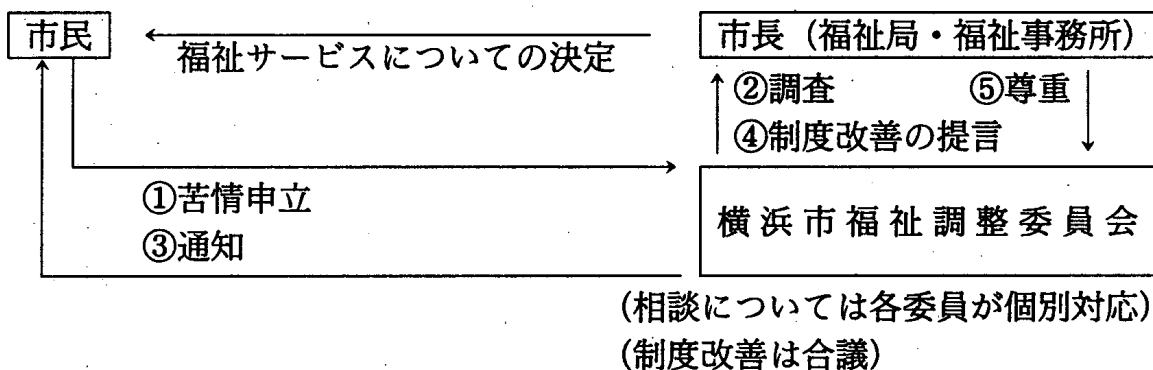 市民
市長（福祉局・福祉事務所）
福祉サービスについての決定
②調査
⑤尊重
④制度改善の提言
①苦情申立
③通知
横浜市福祉調整委員会
（相談については各委員が個別対応）
（制度改善は合議）